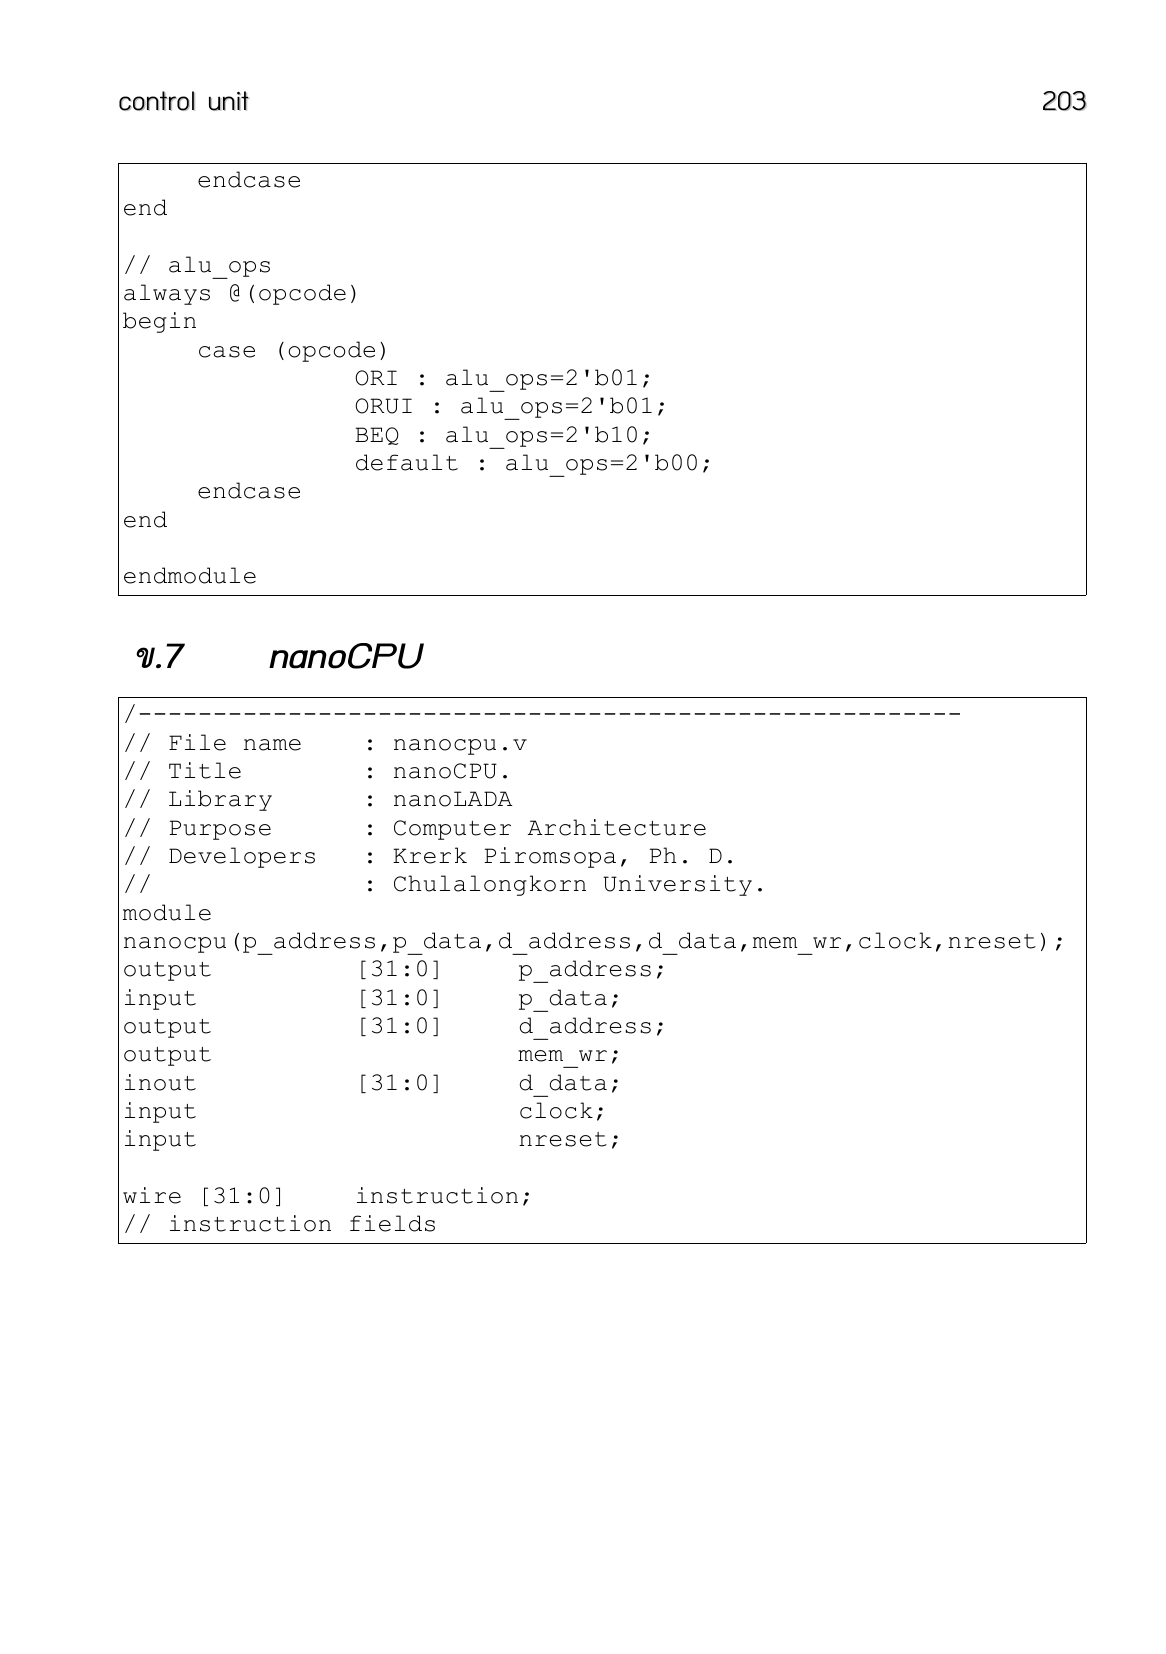 control unit 203
endcase
end
// alu_ops
always @(opcode)
begin
case (opcode)
ORI : alu_ops=2'b01;
ORUI : alu_ops=2'b01;
BEQ : alu_ops=2'b10;
default : alu_ops=2'b00;
endcase
end
endmodule
ข.7 nanoCPU
/-------------------------------------------------------
// File name : nanocpu.v
// Title : nanoCPU.
// Library : nanoLADA
// Purpose : Computer Architecture
// Developers : Krerk Piromsopa, Ph. D.
// : Chulalongkorn University.
module
nanocpu(p_address,p_data,d_address,d_data,mem_wr,clock,nreset);
output [31:0] p_address;
input [31:0] p_data;
output [31:0] d_address;
output mem_wr;
inout [31:0] d_data;
input clock;
input nreset;
wire [31:0] instruction;
// instruction fields